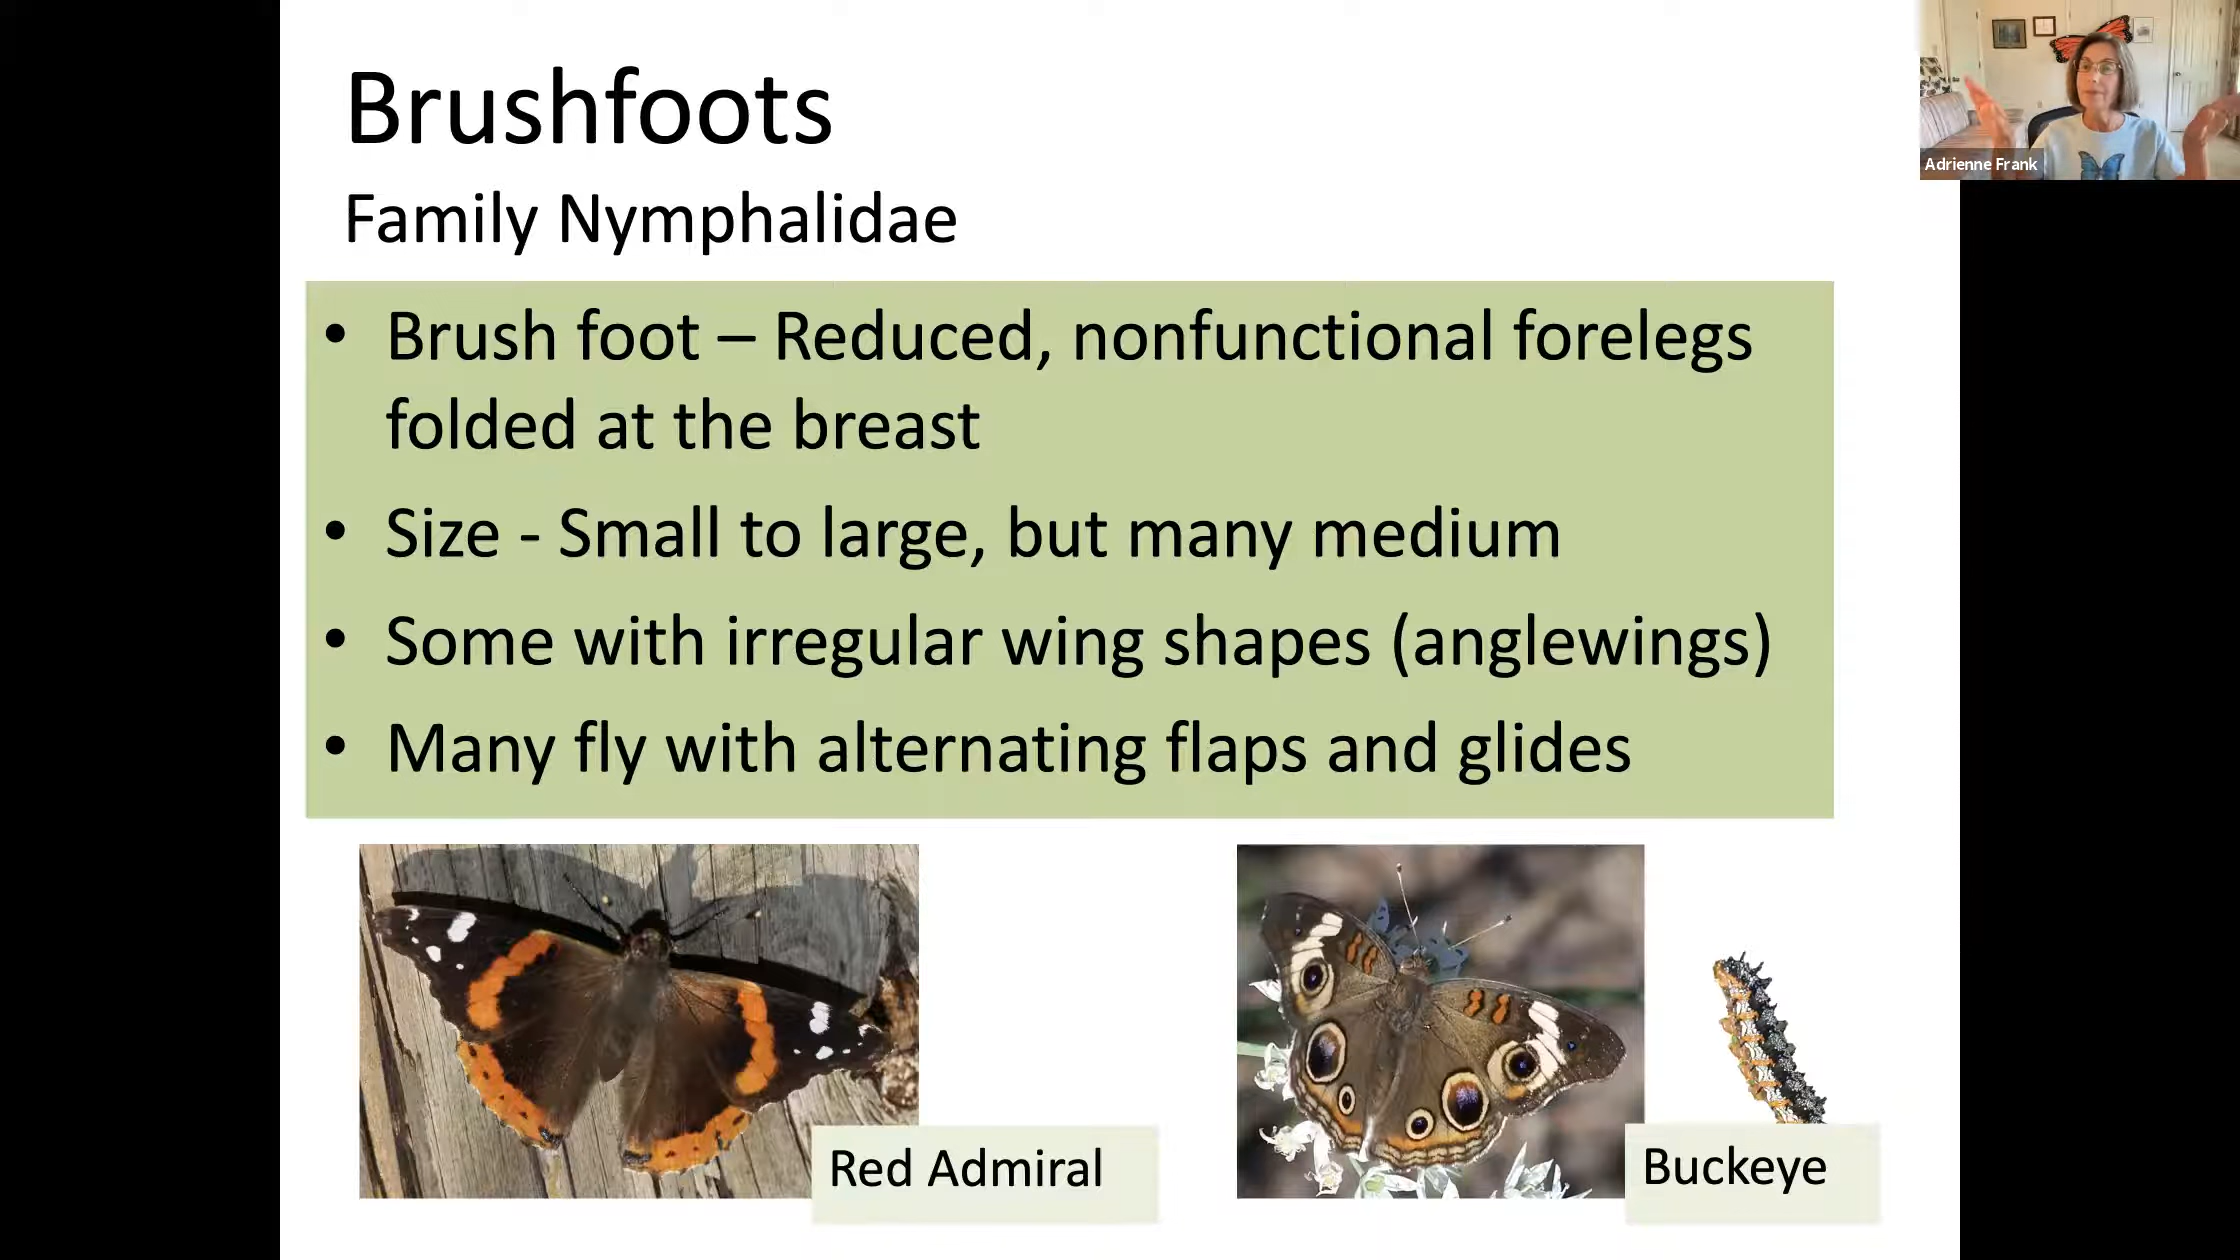 Brushfoots
Family Nymphalidae
• Brush foot – Reduced, nonfunctional forelegs
folded at the breast
• Size - Small to large, but many medium
• Some with irregular wing shapes (anglewings)
• Many fly with alternating flaps and glides
Red Admiral
Buckeye
Adrienne Frank